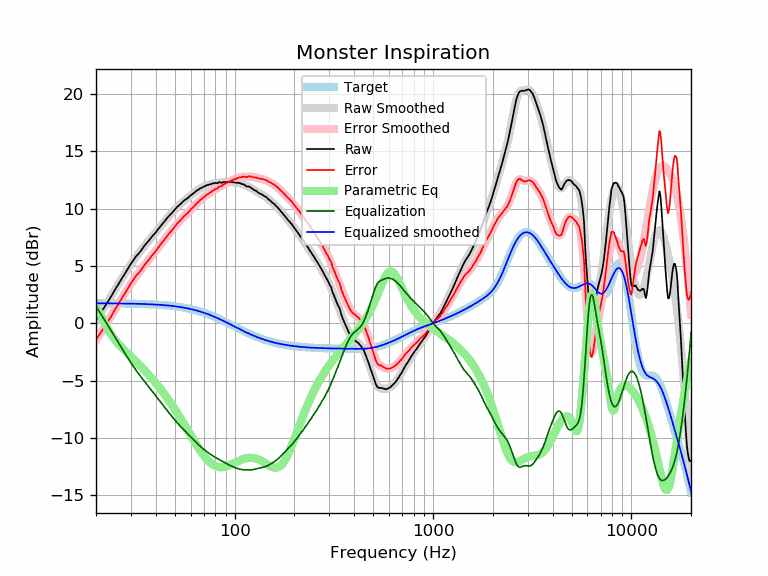 Monster Inspiration
Target
Raw Smoothed
Error Smoothed
Raw
Error
Parametric Eq
Equalization
Equalized smoothed
20
15
10
5
0
−5
−10
−15
Amplitude (dBr)
100
1000
10000
Frequency (Hz)